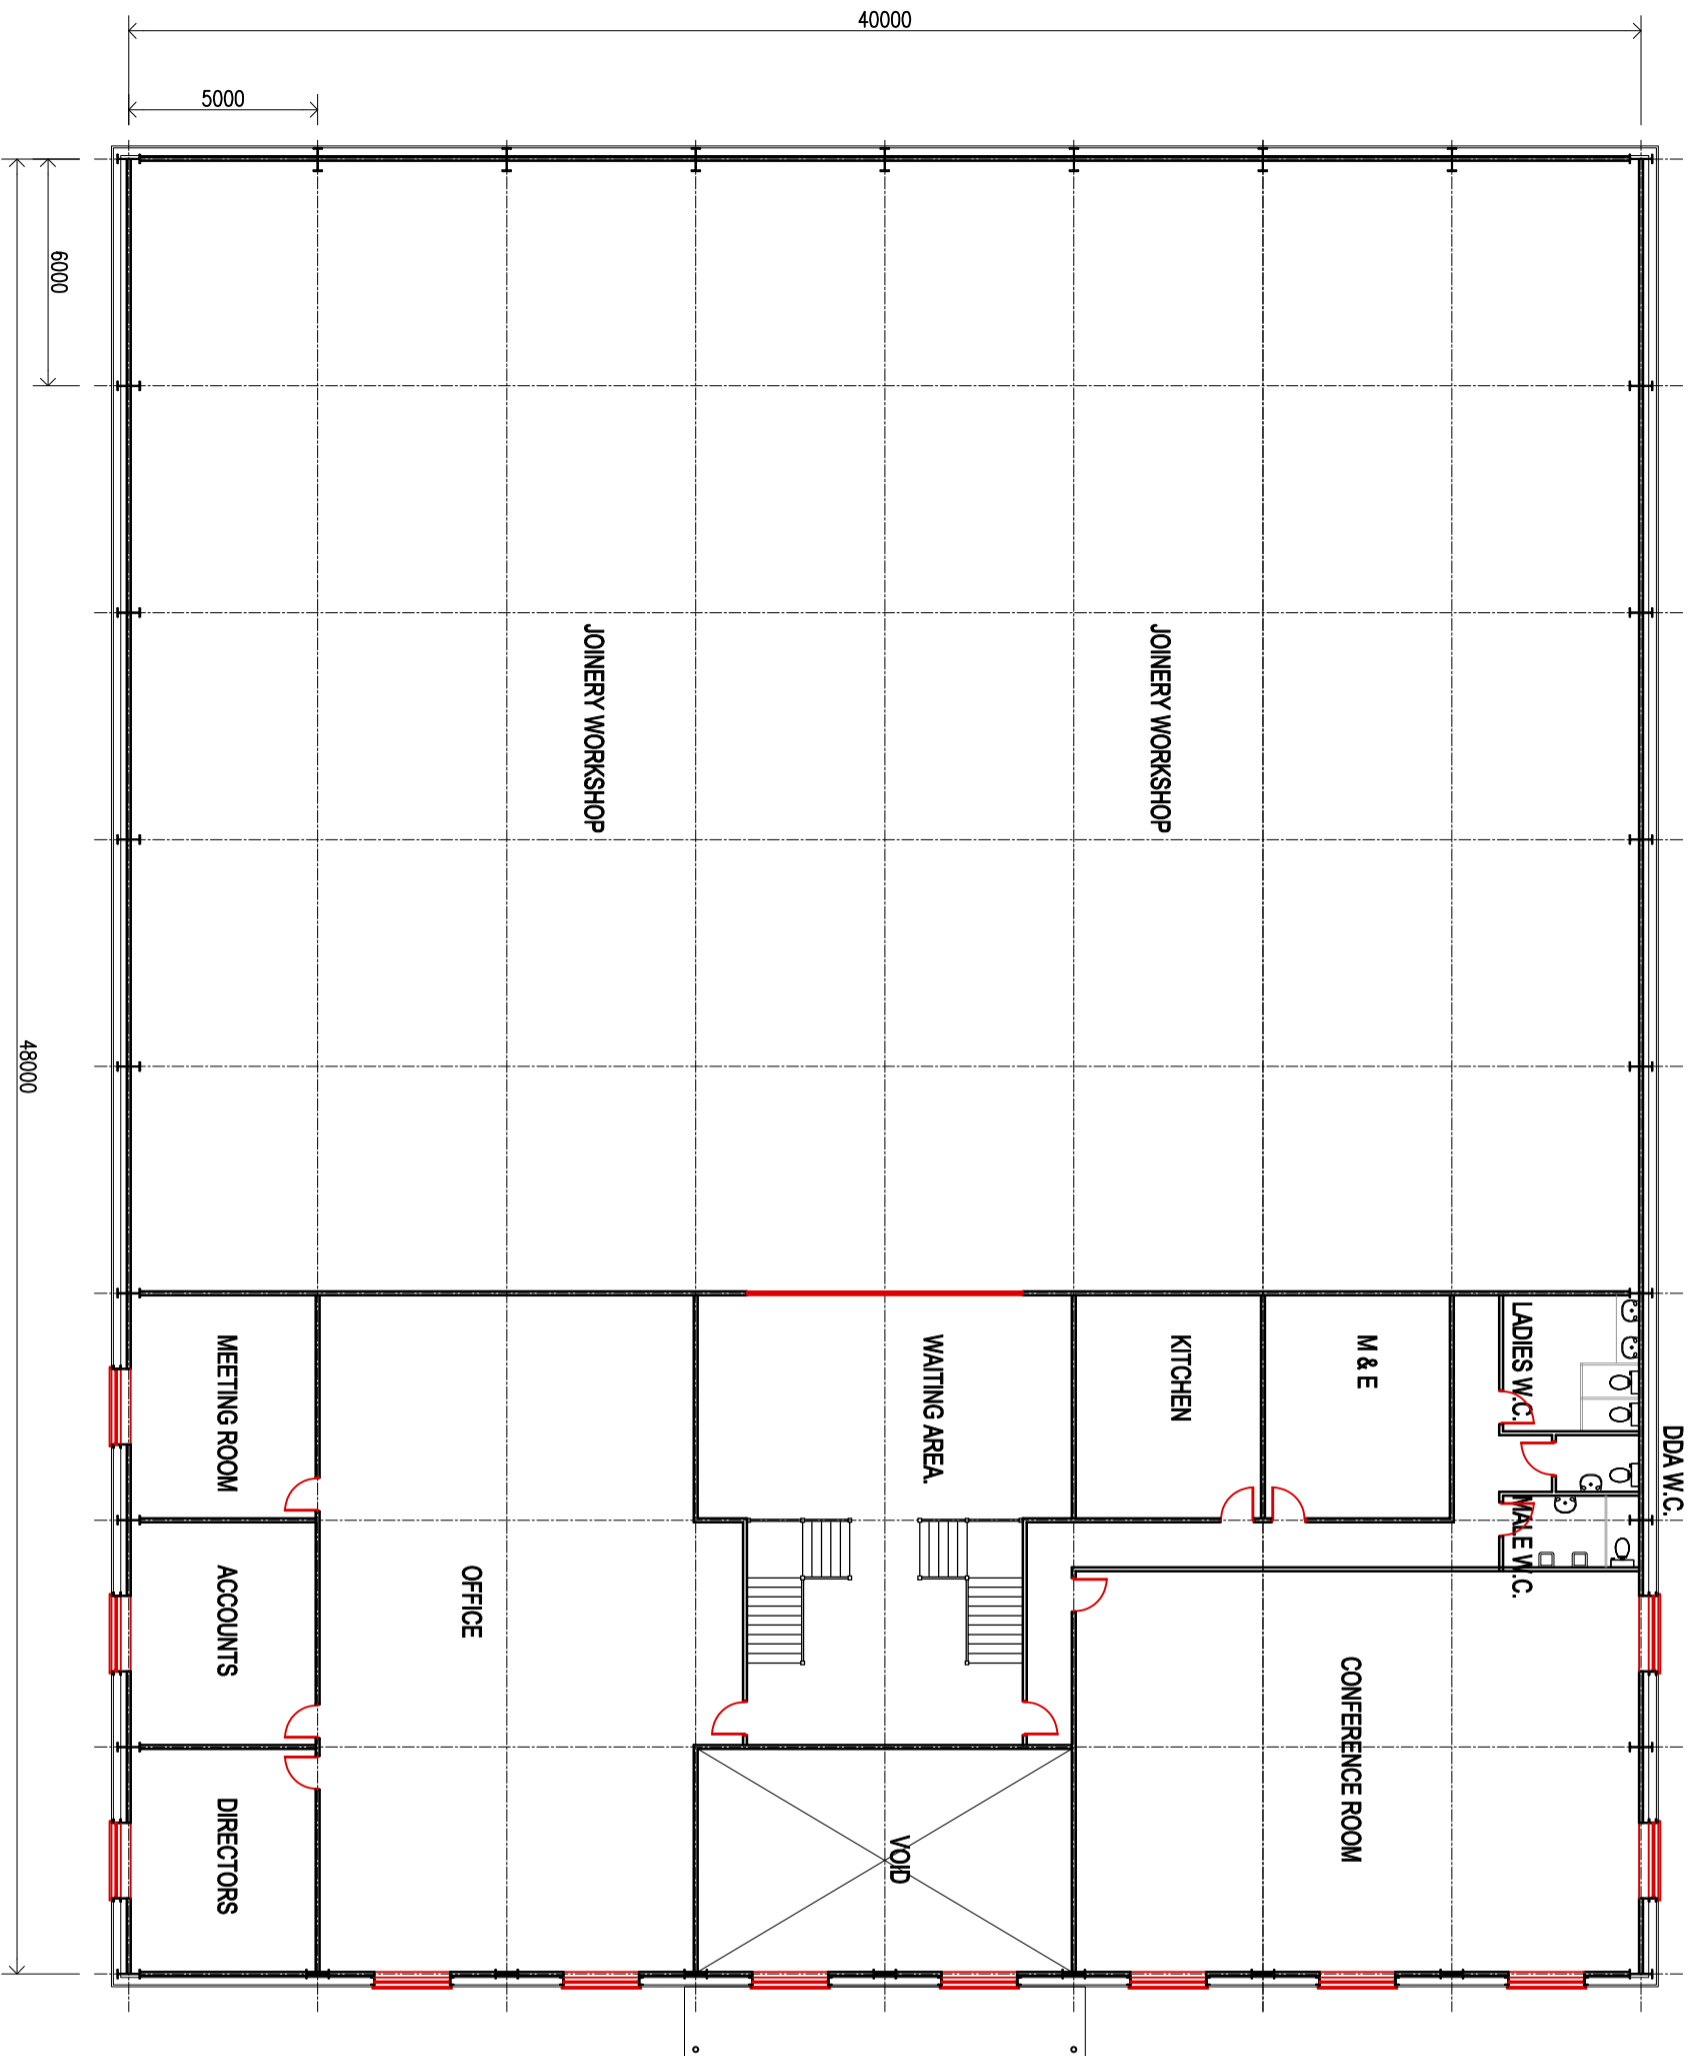 40000
5000
6000
48000
JOINERY WORKSHOP
JOINERY WORKSHOP
MEETING ROOM
WAITING AREA.
KITCHEN
M & E
LADIES W.C.
DDA W.C.
MALE W.C.
ACCOUNTS
OFFICE
CONFERENCE ROOM
DIRECTORS
VOID